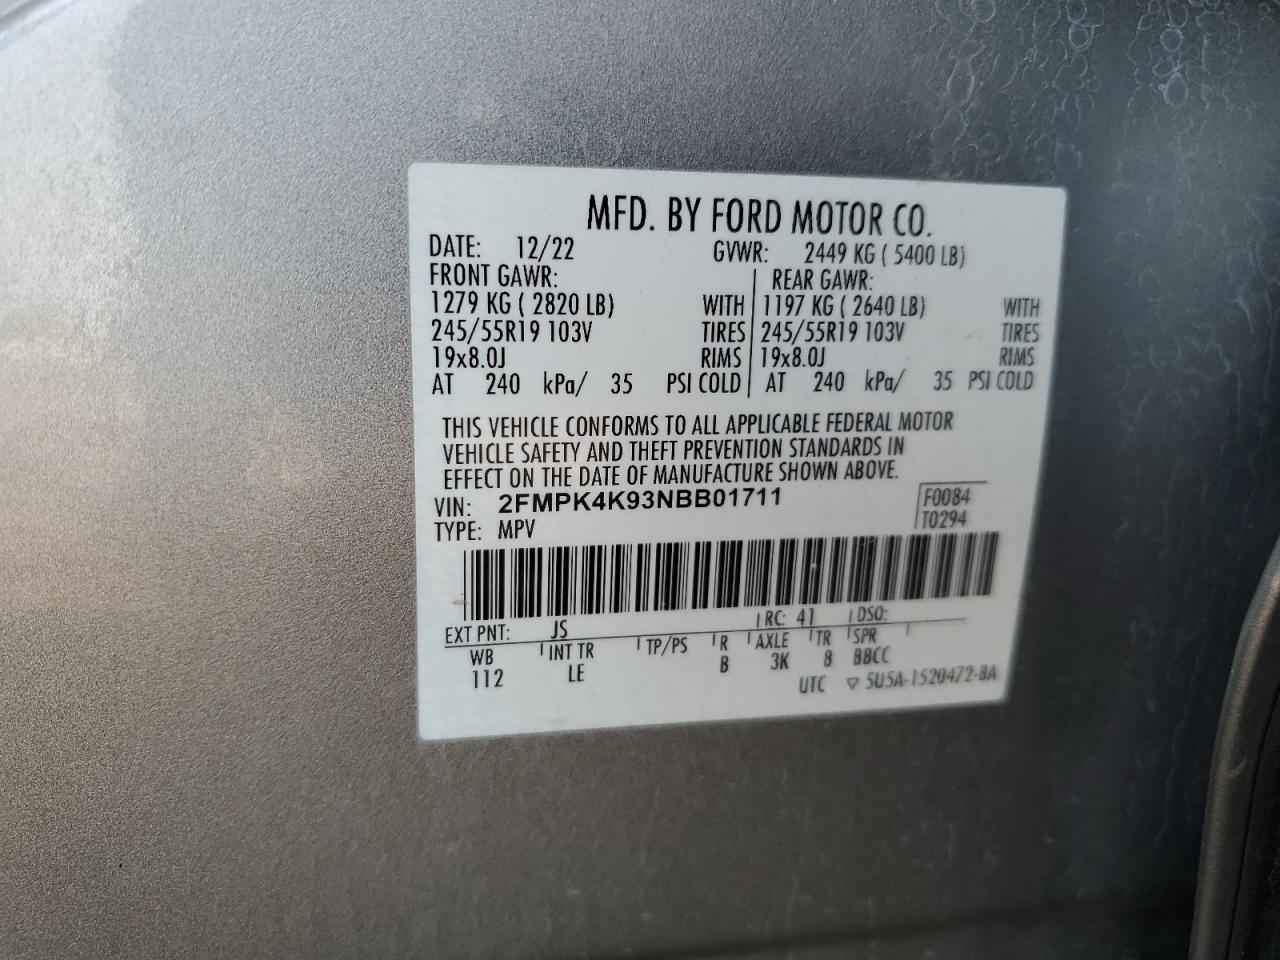 MFD. BY FORD MOTOR CO.
DATE: 12/22 GVWR: 2449 KG ( 5400 LB)
FRONT GAWR: REAR GAWR:
1279 KG ( 2820 LB) WITH 1197 KG ( 2640 LB) WITH
245/55R19 103V TIRES 245/55R19 103V TIRES
19x8.0J RIMS 19x8.0J RIMS
AT 240 kPa/ 35 PSI COLD AT 240 kPa/ 35 PSI COLD
THIS VEHICLE CONFORMS TO ALL APPLICABLE FEDERAL MOTOR
VEHICLE SAFETY AND THEFT PREVENTION STANDARDS IN
EFFECT ON THE DATE OF MANUFACTURE SHOWN ABOVE.
VIN: 2FMPK4K93NBB01711 F0084
TYPE: MPV T0294
EXT PNT: JS RC: 41 DSO:
WB INT TR TP/PS R AXLE TR SPR
112 LE B 3K 8 BBCC
UTC ▽ 5U5A-1520472-BA